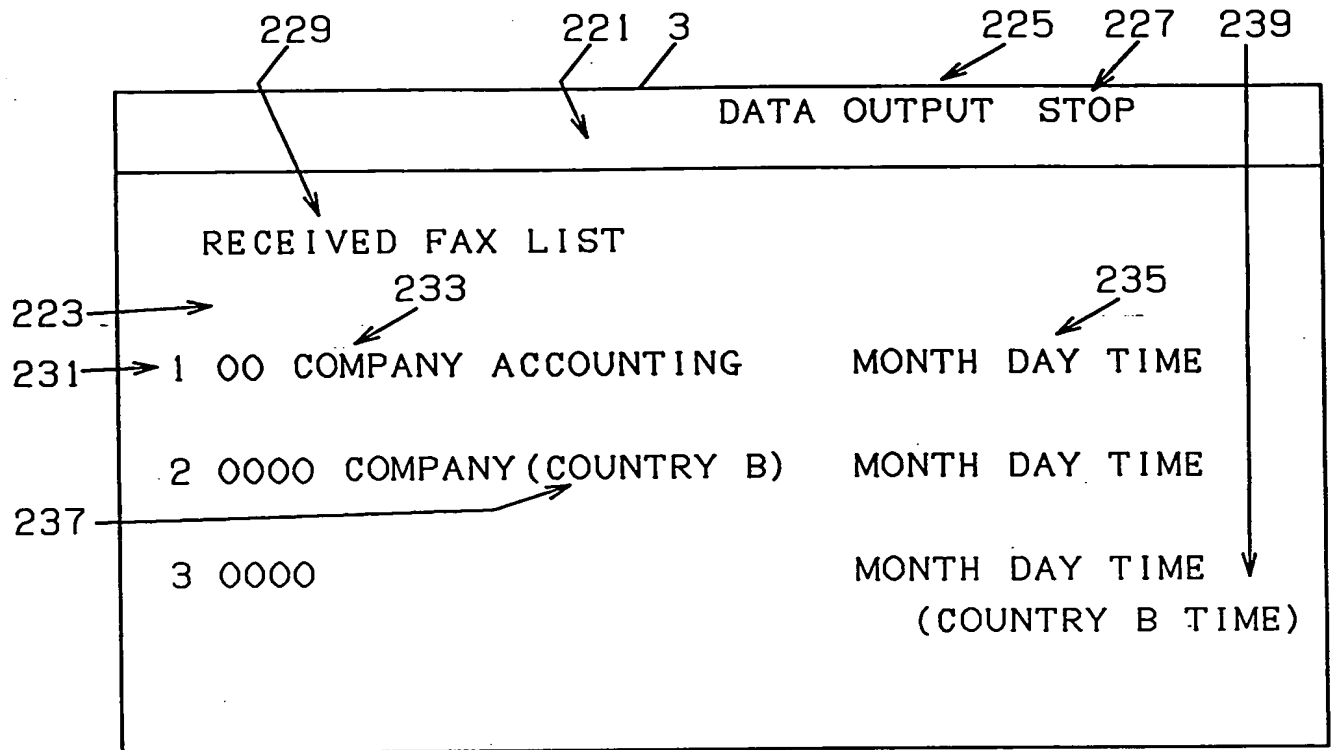 229 221 3 225 227 239
DATA OUTPUT STOP
RECEIVED FAX LIST
233 235
223
231 1 OO COMPANY ACCOUNTING MONTH DAY TIME
2 OOOO COMPANY(COUNTRY B) MONTH DAY TIME
237
3 OOOO MONTH DAY TIME
(COUNTRY B TIME)